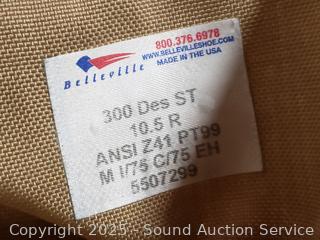 800.376.6978
WWW.BELLEVILLESHOE.COM
MADE IN THE USA
Belleville
300 Des ST
10.5 R
ANSI Z41 PT99
M I/75 C/75 EH
5507299
Copyright 2025 - Sound Auction Service